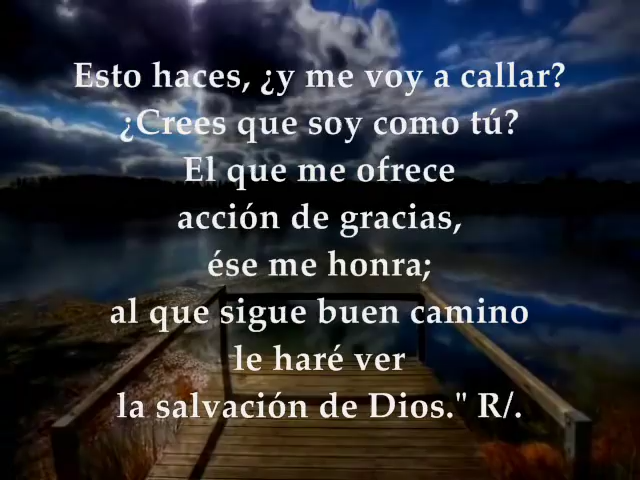 Esto haces, ¿y me voy a callar?
¿Crees que soy como tú?
El que me ofrece
acción de gracias,
ése me honra;
al que sigue buen camino
le haré ver
la salvación de Dios." R/.